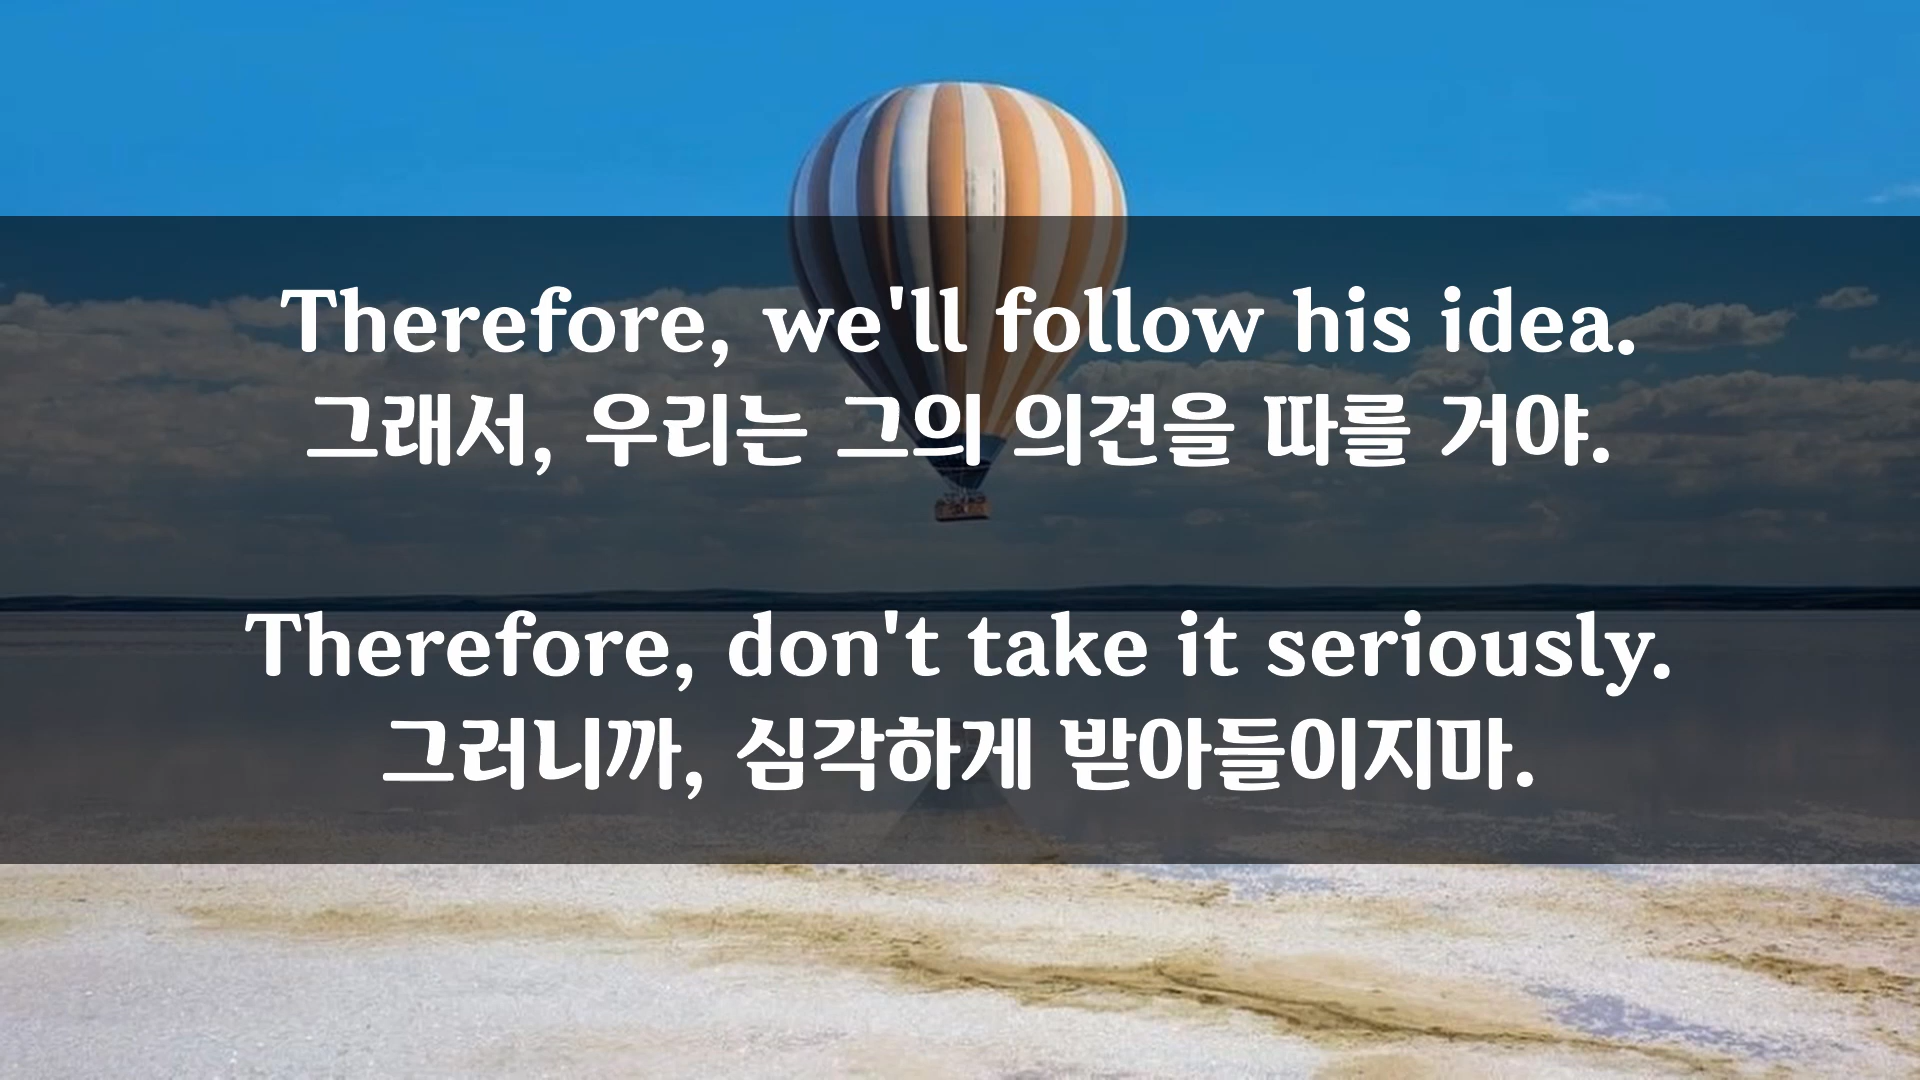 Therefore, we'll follow his idea.
그래서, 우리는 그의 의견을 따를 거야.
Therefore, don't take it seriously.
그러니까, 심각하게 받아들이지마.